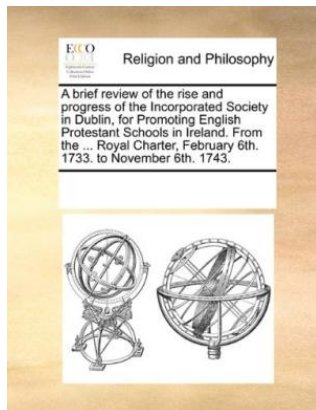 ECCO
Religion and Philosophy
A brief review of the rise and
progress of the Incorporated Society
in Dublin, for Promoting English
Protestant Schools in Ireland. From
the ... Royal Charter, February 6th.
1733. to November 6th. 1743.